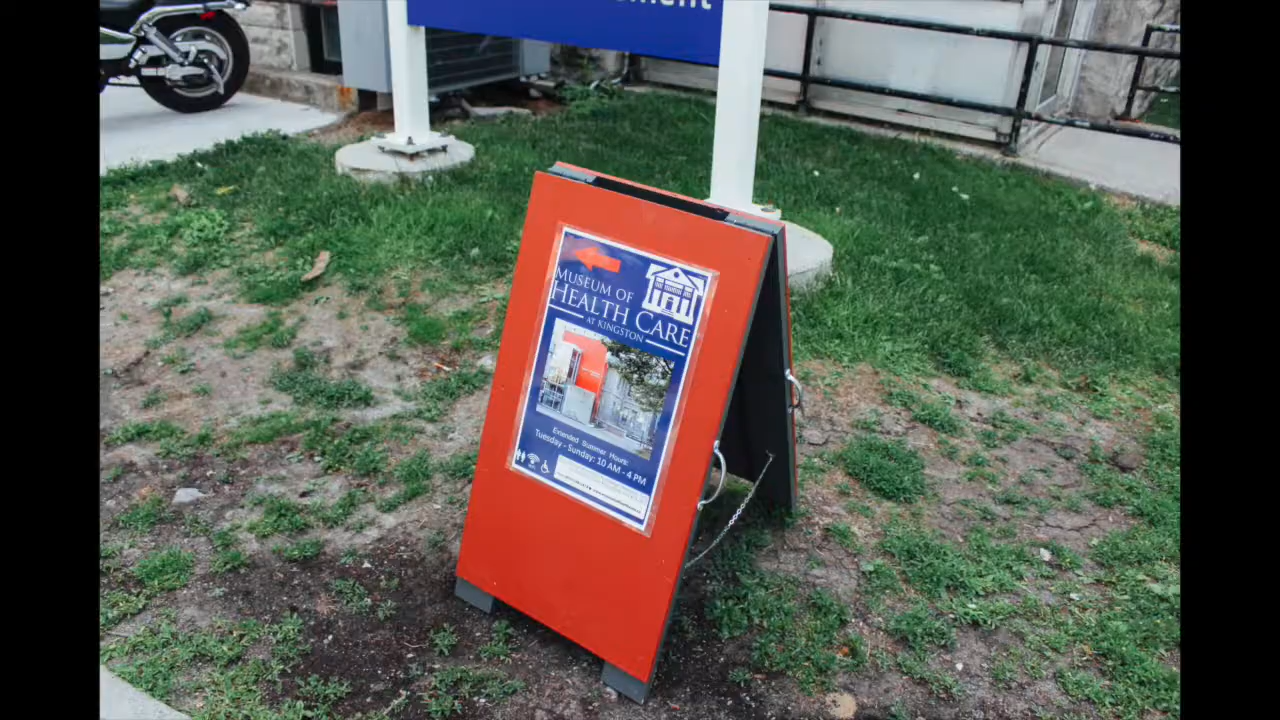 MUSEUM OF
HEALTH CARE
AT KINGSTON
Extended Summer Hours:
Tuesday - Sunday: 10 AM - 4 PM